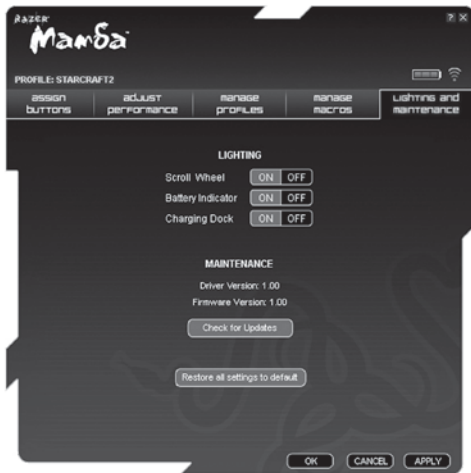 RAZER
Mamba
? X
PROFILE: STARCRAFT2
assign buttons
adjust performance
manage profiles
manage macros
Lighting and maintenance
LIGHTING
Scroll Wheel ON OFF
Battery Indicator ON OFF
Charging Dock ON OFF
MAINTENANCE
Driver Version: 1.00
Firmware Version: 1.00
Check for Updates
Restore all settings to default
OK CANCEL APPLY